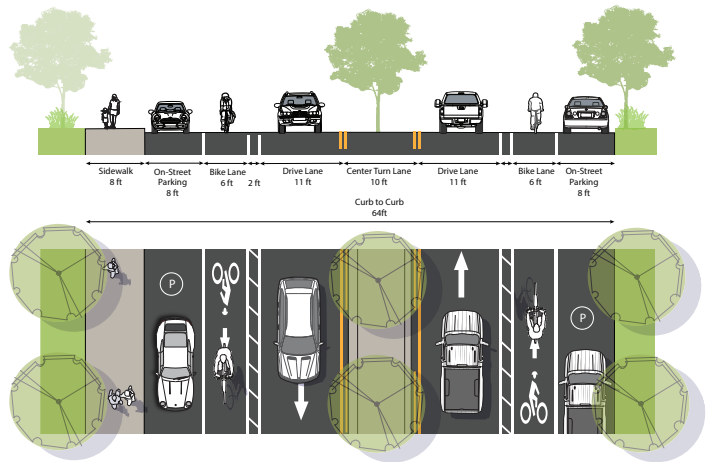 Sidewalk
8 ft
On-Street
Parking
8 ft
Bike Lane
6 ft
2 ft
Drive Lane
11 ft
Center Turn Lane
10 ft
Drive Lane
11 ft
Bike Lane
6 ft
On-Street
Parking
8 ft
Curb to Curb
64ft
P
P